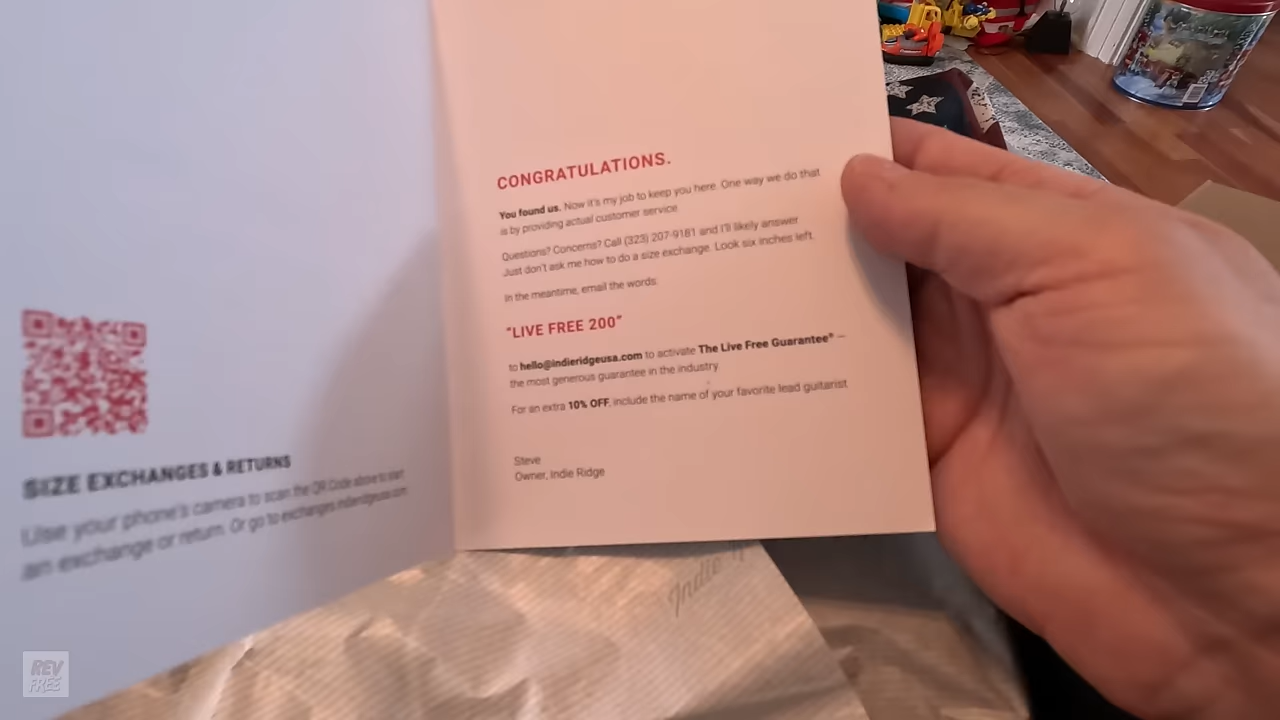 SIZE EXCHANGES & RETURNS
Use your phone's camera to scan the QR Code above to start
an exchange or return. Or go to exchanges.indieridgeusa.com
CONGRATULATIONS.
You found us. Now it's my job to keep you here. One way we do that
is by providing actual customer service.
Questions? Concerns? Call (323) 207-9181 and I'll likely answer.
Just don't ask me how to do a size exchange. Look six inches left.
In the meantime, email the words:
"LIVE FREE 200"
to hello@indieridgeusa.com to activate The Live Free Guarantee® —
the most generous guarantee in the industry.
For an extra 10% OFF, include the name of your favorite lead guitarist.
Steve
Owner, Indie Ridge
Indie
REV
FREE